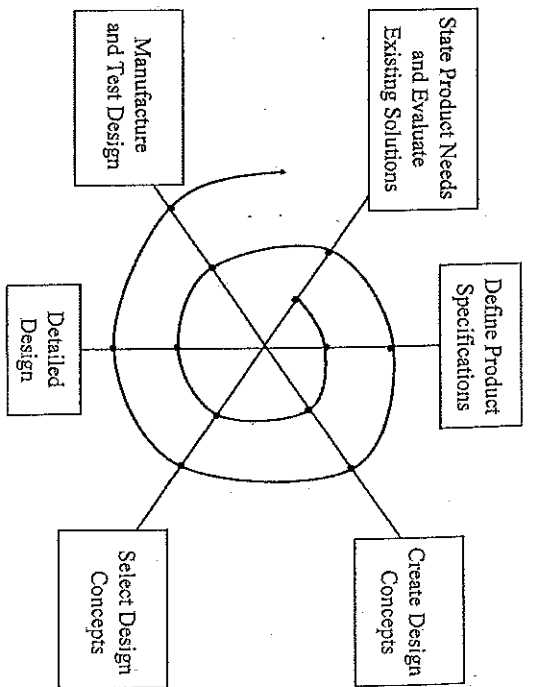 State Product Needs
and Evaluate
Existing Solutions
Define Product
Specifications
Create Design
Concepts
Select Design
Concepts
Detailed
Design
Manufacture
and Test Design